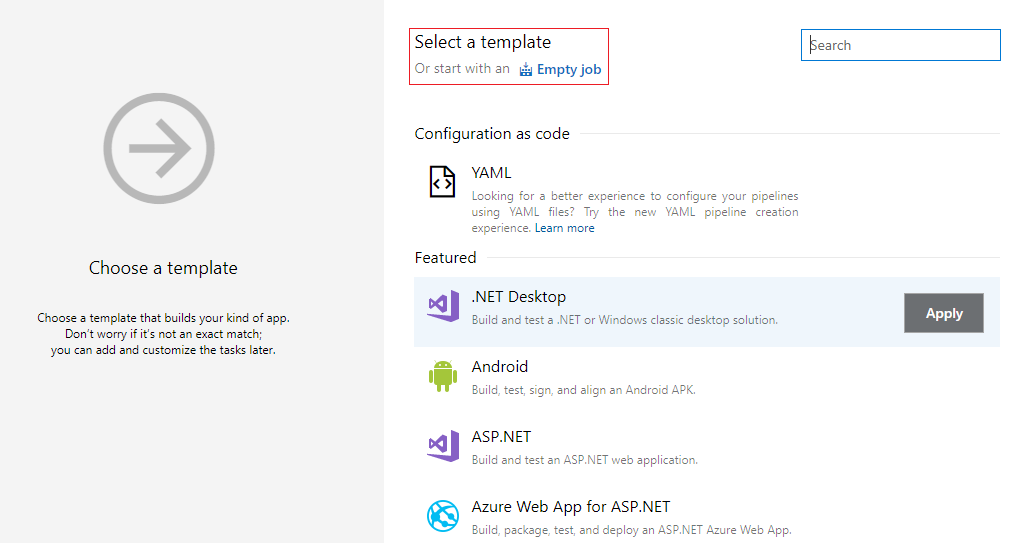 Choose a template
Choose a template that builds your kind of app.
Don't worry if it's not an exact match;
you can add and customize the tasks later.
Select a template
Or start with an Empty job
Search
Configuration as code
YAML
Looking for a better experience to configure your pipelines
using YAML files? Try the new YAML pipeline creation
experience. Learn more
Featured
.NET Desktop
Build and test a .NET or Windows classic desktop solution.
Apply
Android
Build, test, sign, and align an Android APK.
ASP.NET
Build and test an ASP.NET web application.
Azure Web App for ASP.NET
Build, package, test, and deploy an ASP.NET Azure Web App.